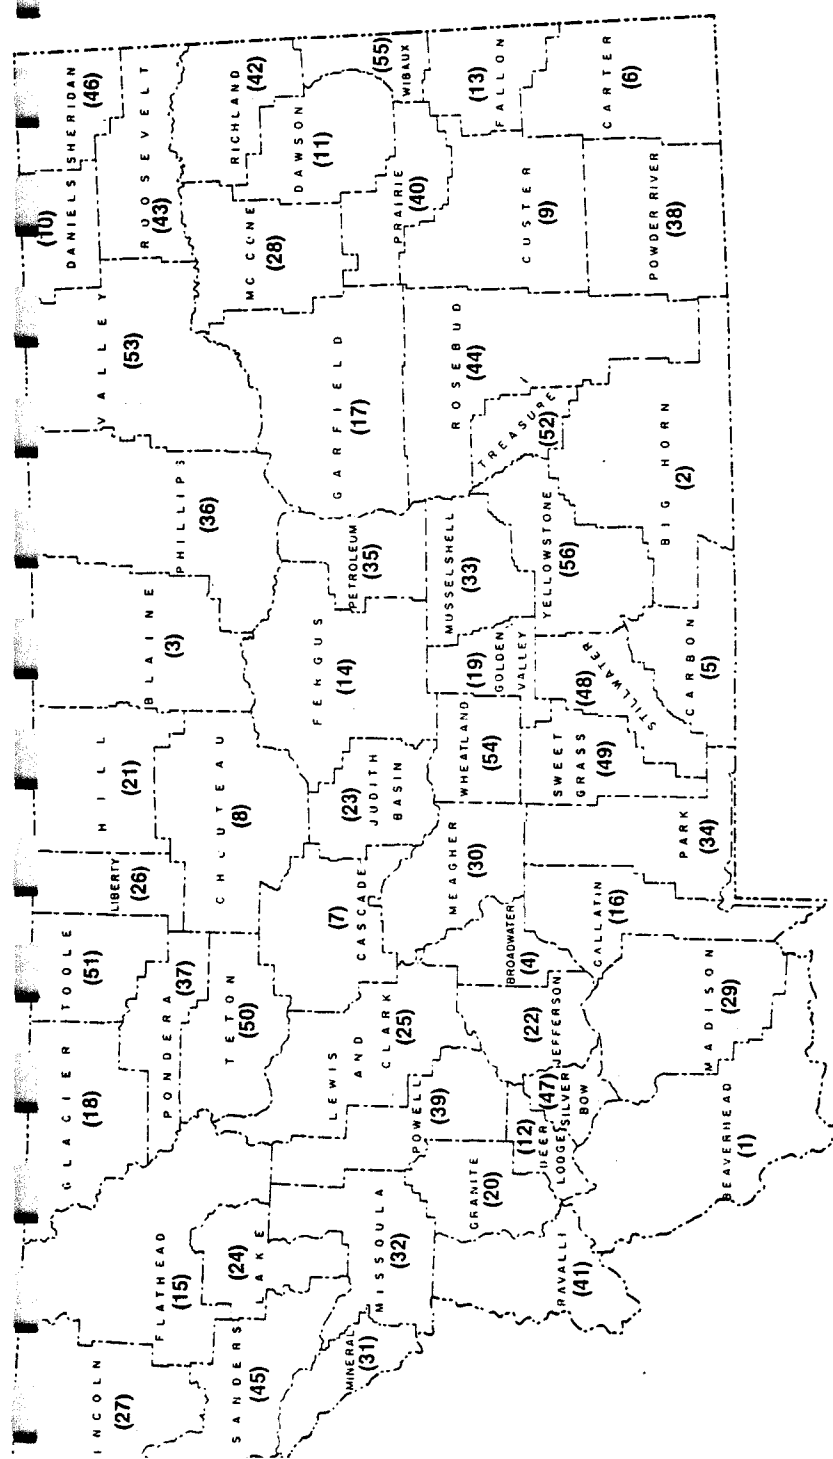 INCOLN
(27)
FLATHEAD
(15)
SANDERS
(45)
LAKE
(24)
MINERAL
(31)
MISSOULA
(32)
RAVALLI
(41)
GLACIER
(18)
PONDERA
(37)
TETON
(50)
LEWIS
AND
CLARK
(25)
POWELL
(39)
GRANITE
(20)
(12)
DEER
LODGE
(47)
SILVER
BOW
BEAVERHEAD
(1)
TOOLE
(51)
LIBERTY
(26)
CASCADE
(7)
JEFFERSON
(22)
BROADWATER
(4)
MADISON
(29)
GALLATIN
(16)
HILL
(21)
CHOUTEAU
(8)
JUDITH
BASIN
(23)
MEAGHER
(30)
PARK
(34)
BLAINE
(3)
FERGUS
(14)
WHEATLAND
(54)
SWEET
GRASS
(49)
(19)
GOLDEN
VALLEY
STILLWATER
(48)
CARBON
(5)
PHILLIPS
(36)
PETROLEUM
(35)
MUSSELSHELL
(33)
YELLOWSTONE
(56)
BIG HORN
(2)
VALLEY
(53)
GARFIELD
(17)
ROSEBUD
(44)
TREASURE
(52)
(10)
DANIELS
SHERIDAN
(46)
ROOSEVELT
(43)
MC CONE
(28)
RICHLAND
(42)
DAWSON
(11)
PRAIRIE
(40)
(55)
WIBAUX
CUSTER
(9)
(13)
FALLON
POWDER RIVER
(38)
CARTER
(6)